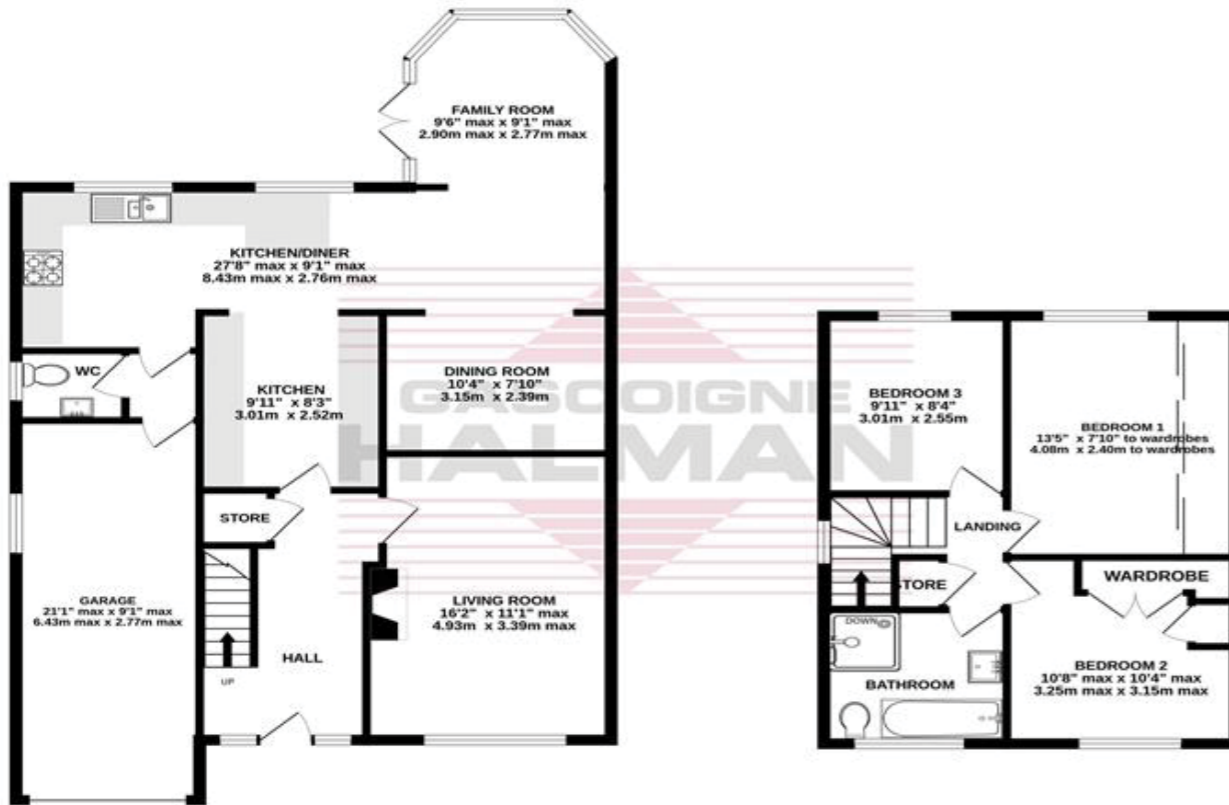 FAMILY ROOM
9'6" max x 9'1" max
2.90m max x 2.77m max
KITCHEN/DINER
27'8" max x 9'1" max
8.43m max x 2.76m max
WC
KITCHEN
9'11" x 8'3"
3.01m x 2.52m
DINING ROOM
10'4" x 7'10"
3.15m x 2.39m
GASCOIGNE
HALMAN
STORE
GARAGE
21'1" max x 9'1" max
6.43m max x 2.77m max
LIVING ROOM
16'2" x 11'1" max
4.93m x 3.39m max
HALL
UP
BEDROOM 3
9'11" x 8'4"
3.01m x 2.55m
BEDROOM 1
13'5" x 7'10" to wardrobes
4.08m x 2.40m to wardrobes
LANDING
STORE
WARDROBE
DOWN
BATHROOM
BEDROOM 2
10'8" max x 10'4" max
3.25m max x 3.15m max